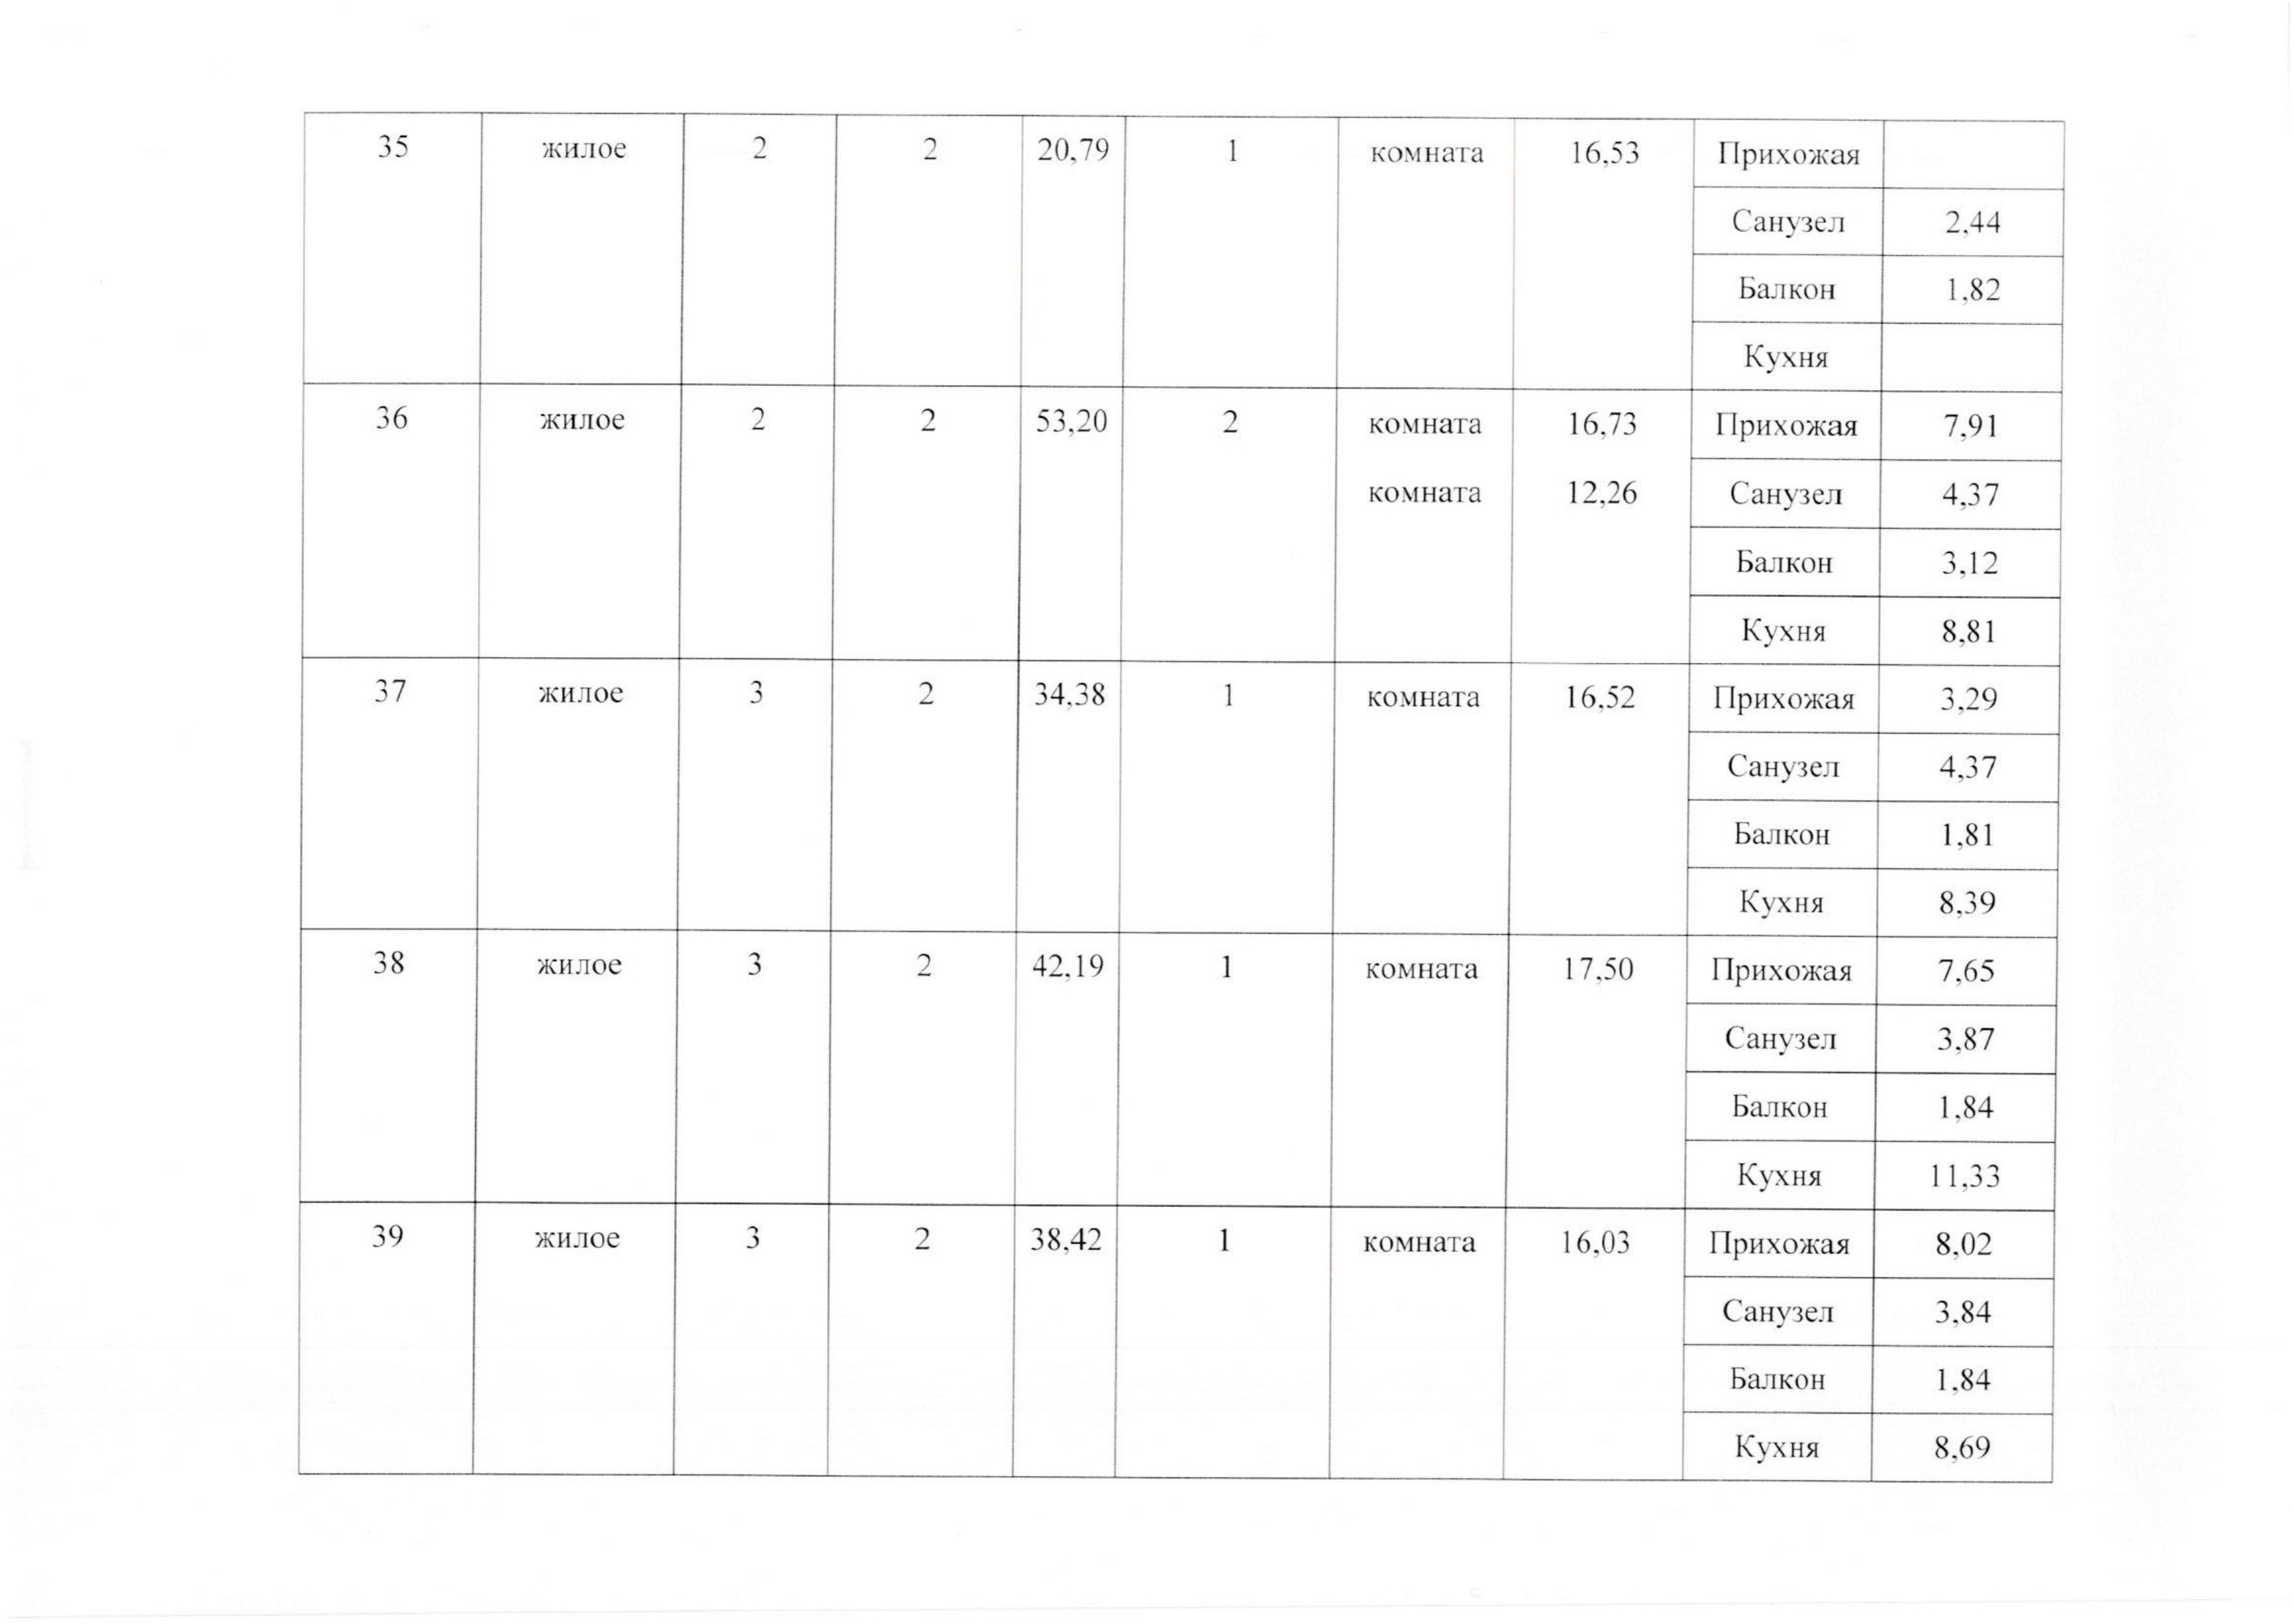 35 жилое 2 2 20,79 1 комната 16,53 Прихожая
Санузел 2,44
Балкон 1,82
Кухня
36 жилое 2 2 53,20 2 комната 16,73 Прихожая 7,91
комната 12,26 Санузел 4,37
Балкон 3,12
Кухня 8,81
37 жилое 3 2 34,38 1 комната 16,52 Прихожая 3,29
Санузел 4,37
Балкон 1,81
Кухня 8,39
38 жилое 3 2 42,19 1 комната 17,50 Прихожая 7,65
Санузел 3,87
Балкон 1,84
Кухня 11,33
39 жилое 3 2 38,42 1 комната 16,03 Прихожая 8,02
Санузел 3,84
Балкон 1,84
Кухня 8,69